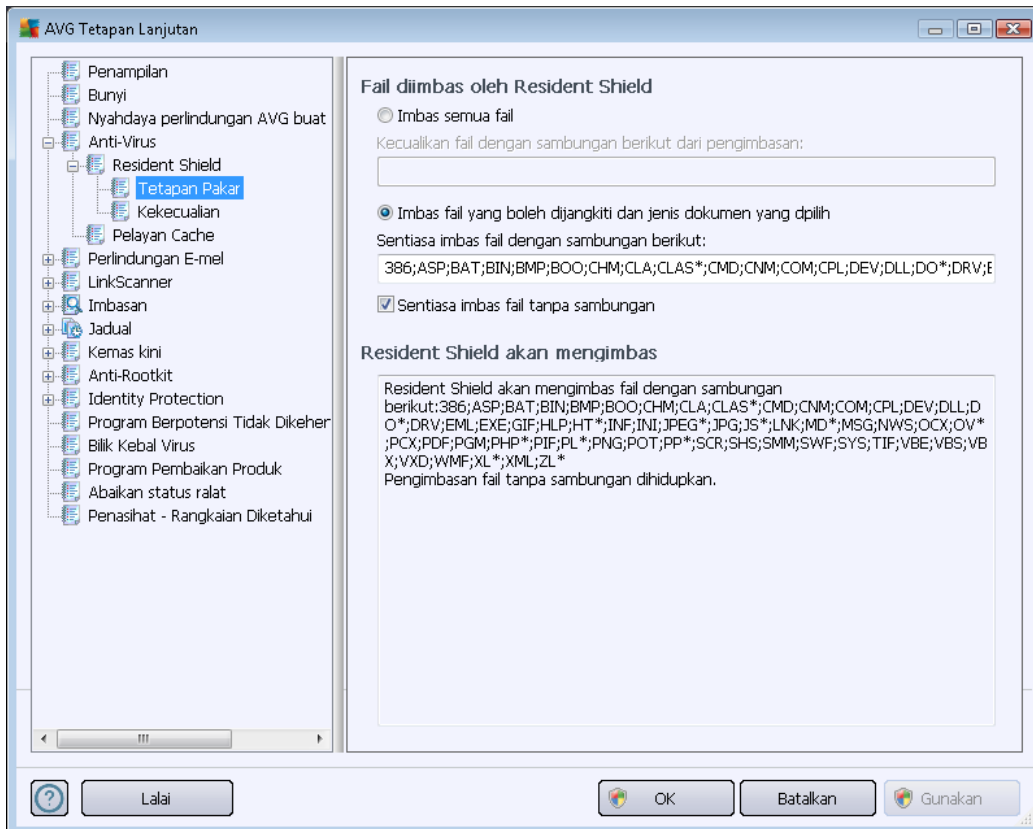 AVG Tetapan Lanjutan
Penampilan
Bunyi
Nyahdaya perlindungan AVG buat
Anti-Virus
Resident Shield
Tetapan Pakar
Kekecualian
Pelayan Cache
Perlindungan E-mel
LinkScanner
Imbasan
Jadual
Kemas kini
Anti-Rootkit
Identity Protection
Program Berpotensi Tidak Dikeher
Bilik Kebal Virus
Program Pembaikan Produk
Abaikan status ralat
Penasihat - Rangkaian Diketahui
Fail diimbas oleh Resident Shield
Imbas semua fail
Kecualikan fail dengan sambungan berikut dari pengimbasan:
Imbas fail yang boleh dijangkiti dan jenis dokumen yang dpilih
Sentiasa imbas fail dengan sambungan berikut:
386;ASP;BAT;BIN;BMP;BOO;CHM;CLA;CLAS*;CMD;CNM;COM;CPL;DEV;DLL;DO*;DRV;E
Sentiasa imbas fail tanpa sambungan
Resident Shield akan mengimbas
Resident Shield akan mengimbas fail dengan sambungan
berikut:386;ASP;BAT;BIN;BMP;BOO;CHM;CLA;CLAS*;CMD;CNM;COM;CPL;DEV;DLL;D
O*;DRV;EML;EXE;GIF;HLP;HT*;INF;INI;JPEG*;JPG;JS*;LNK;MD*;MSG;NWS;OCX;OV*
;PCX;PDF;PGM;PHP*;PIF;PL*;PNG;POT;PP*;SCR;SHS;SMM;SWF;SYS;TIF;VBE;VBS;VB
X;VXD;WMF;XL*;XML;ZL*
Pengimbasan fail tanpa sambungan dihidupkan.
Lalai
OK
Batalkan
Gunakan